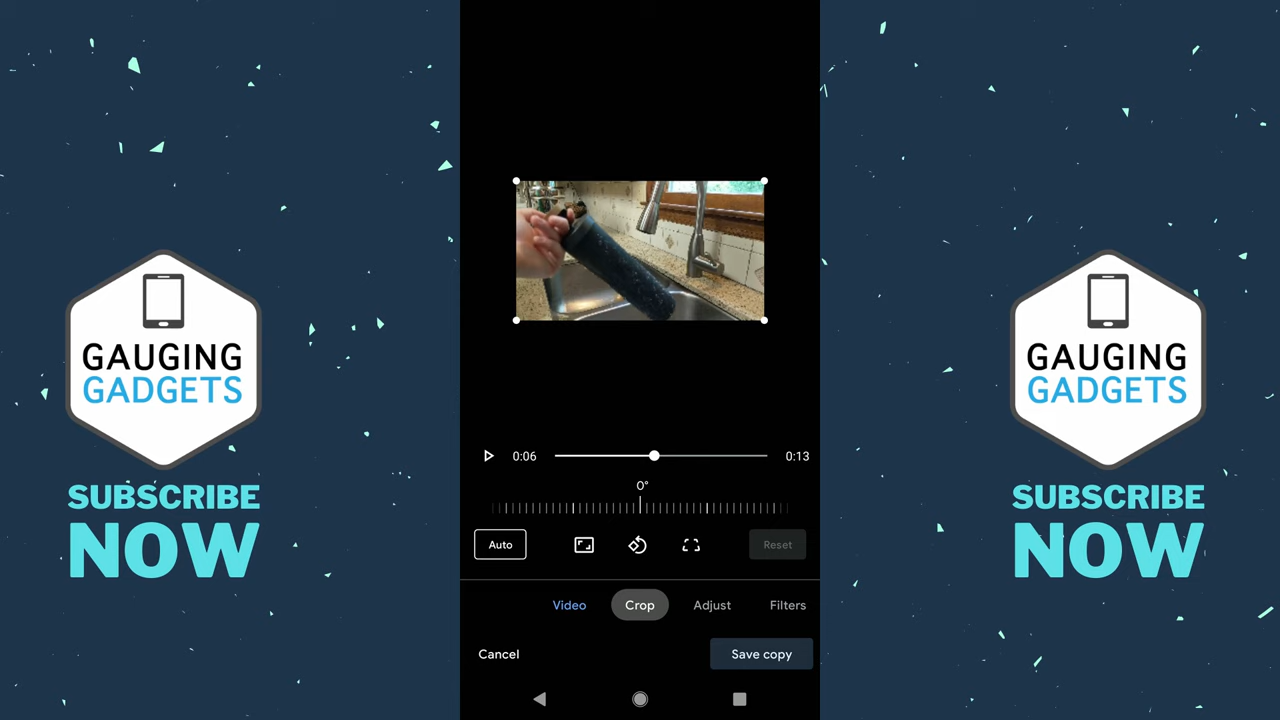 GAUGING
GADGETS
SUBSCRIBE
NOW
0:06
0:13
0°
Auto
Reset
Video
Crop
Adjust
Filters
Cancel
Save copy
GAUGING
GADGETS
SUBSCRIBE
NOW